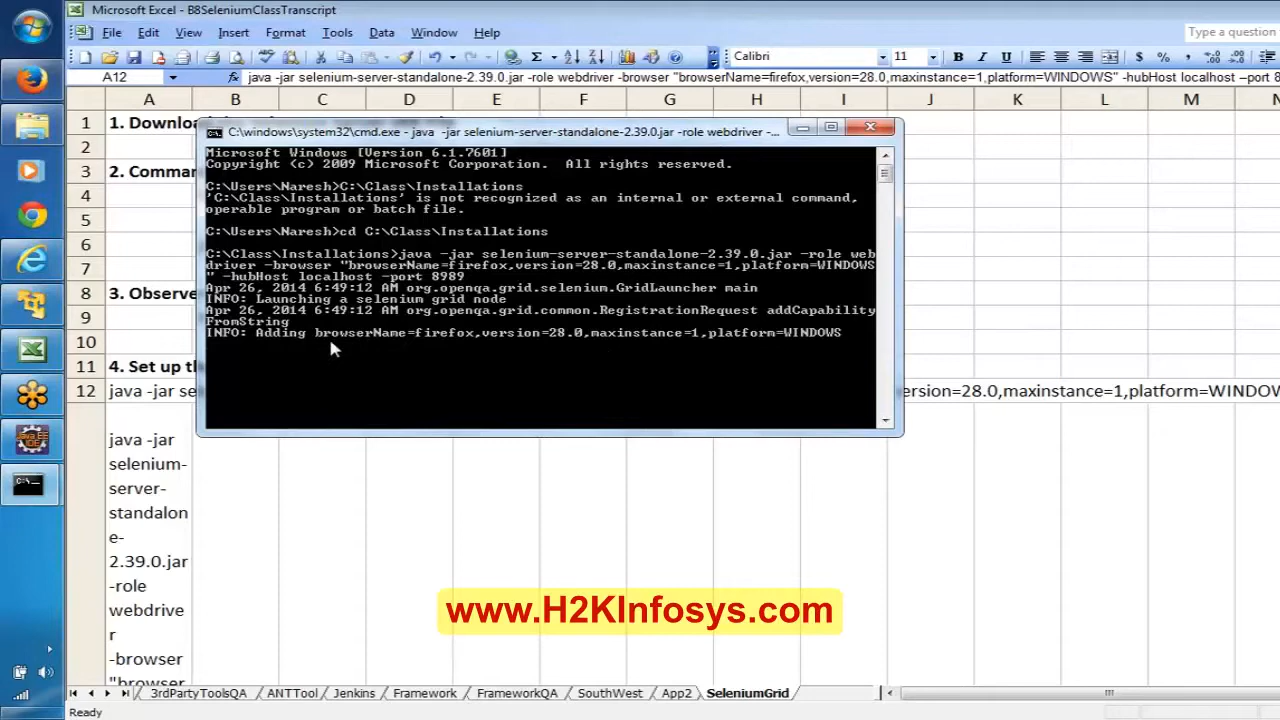 Microsoft Excel - B8SeleniumClassTranscript
File Edit View Insert Format Tools Data Window Help
Type a question
Calibri 11 B I U $ %
A12 fx java -jar selenium-server-standalone-2.39.0.jar -role webdriver -browser "browserName=firefox,version=28.0,maxinstance=1,platform=WINDOWS" -hubHost localhost –port 8
A B C D E F G H I J K L M
1 1. Download
2
3 2. Comman
4
5
6
7
8 3. Observe
9
10
11 4. Set up th
12 java -jar se
ersion=28.0,maxinstance=1,platform=WINDOW
C:\windows\system32\cmd.exe - java -jar selenium-server-standalone-2.39.0.jar -role webdriver -...
Microsoft Windows [Version 6.1.7601]
Copyright (c) 2009 Microsoft Corporation. All rights reserved.
C:\Users\Naresh>C:\Class\Installations
'C:\Class\Installations' is not recognized as an internal or external command,
operable program or batch file.
C:\Users\Naresh>cd C:\Class\Installations
C:\Class\Installations>java -jar selenium-server-standalone-2.39.0.jar -role web
driver -browser "browserName=firefox,version=28.0,maxinstance=1,platform=WINDOWS
" -hubHost localhost -port 8989
Apr 26, 2014 6:49:12 AM org.openqa.grid.selenium.GridLauncher main
INFO: Launching a selenium grid node
Apr 26, 2014 6:49:12 AM org.openqa.grid.common.RegistrationRequest addCapability
FromString
INFO: Adding browserName=firefox,version=28.0,maxinstance=1,platform=WINDOWS
java -jar
selenium-
server-
standalon
e-
2.39.0.jar
-role
webdrive
r
-browser
"browser
www.H2KInfosys.com
3rdPartyToolsQA ANTTool Jenkins Framework FrameworkQA SouthWest App2 SeleniumGrid
Ready